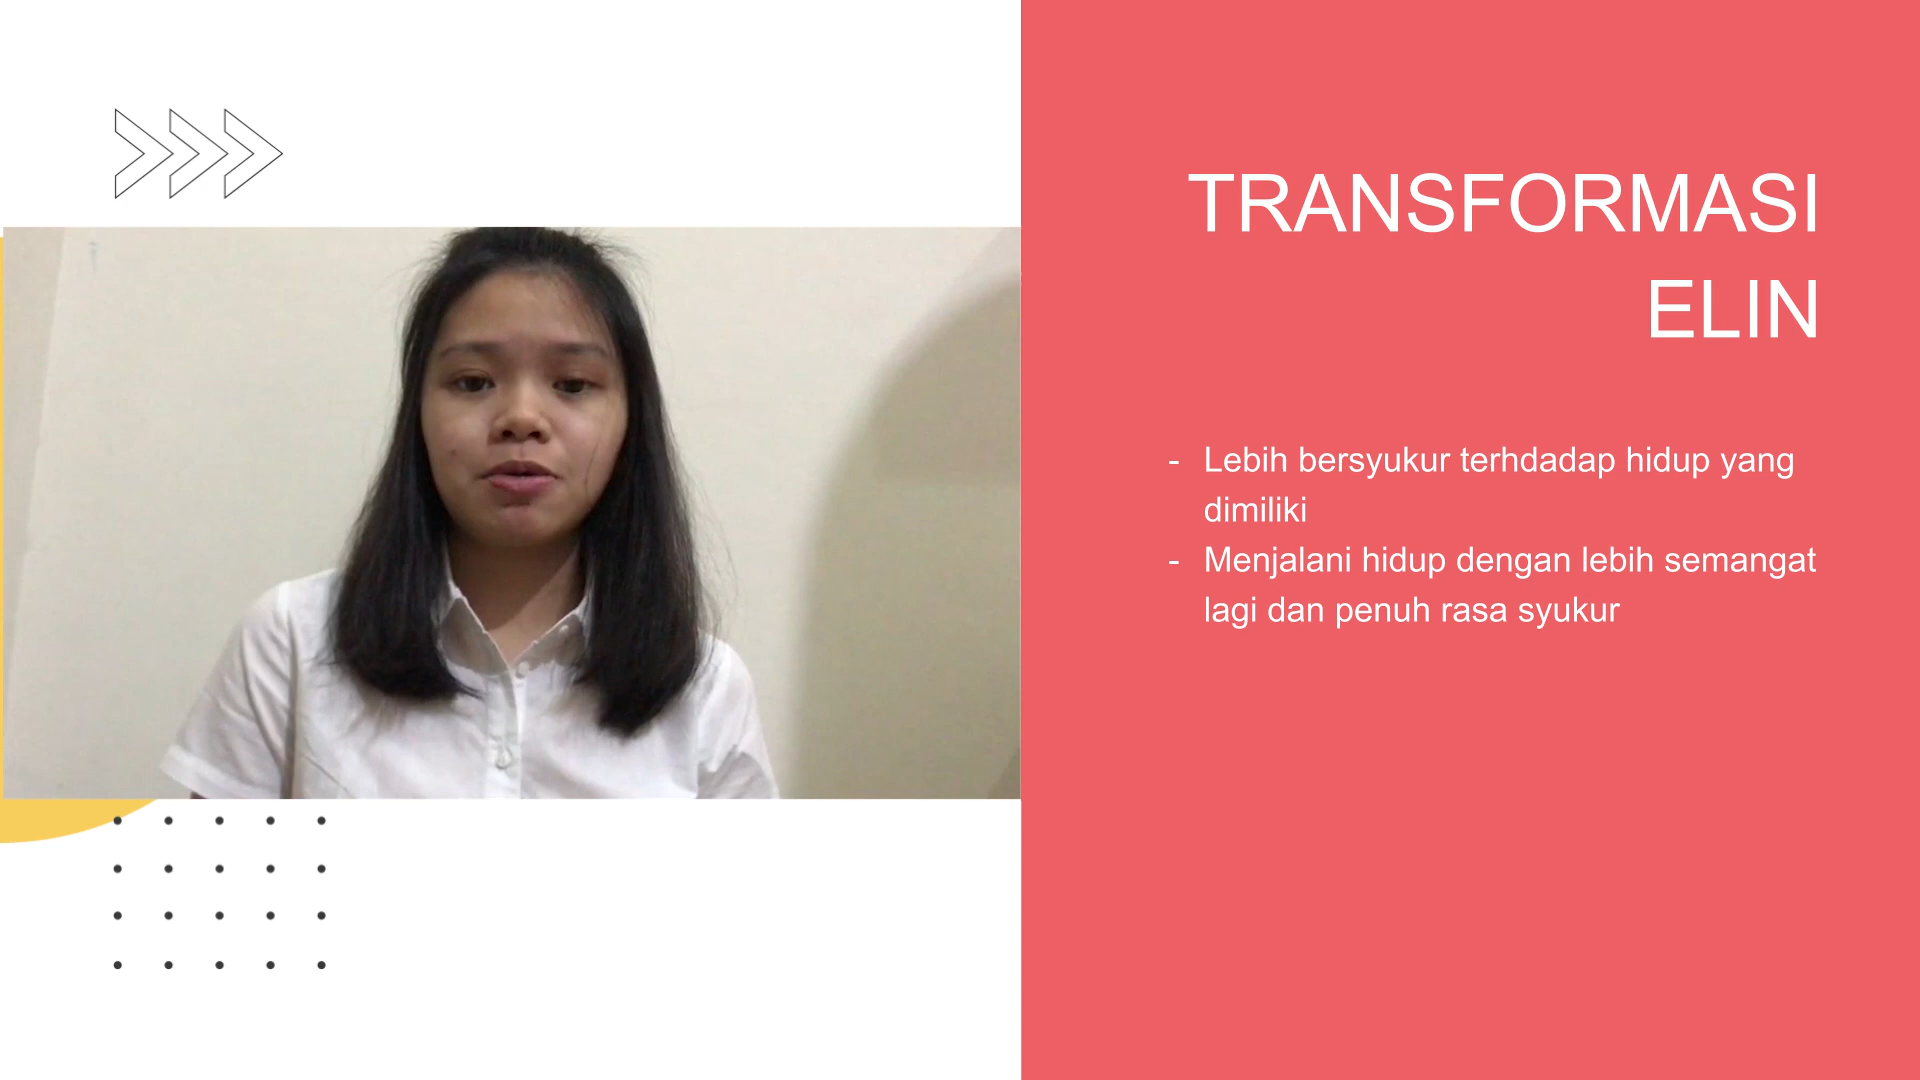 TRANSFORMASI
ELIN
- Lebih bersyukur terhdadap hidup yang
dimiliki
- Menjalani hidup dengan lebih semangat
lagi dan penuh rasa syukur